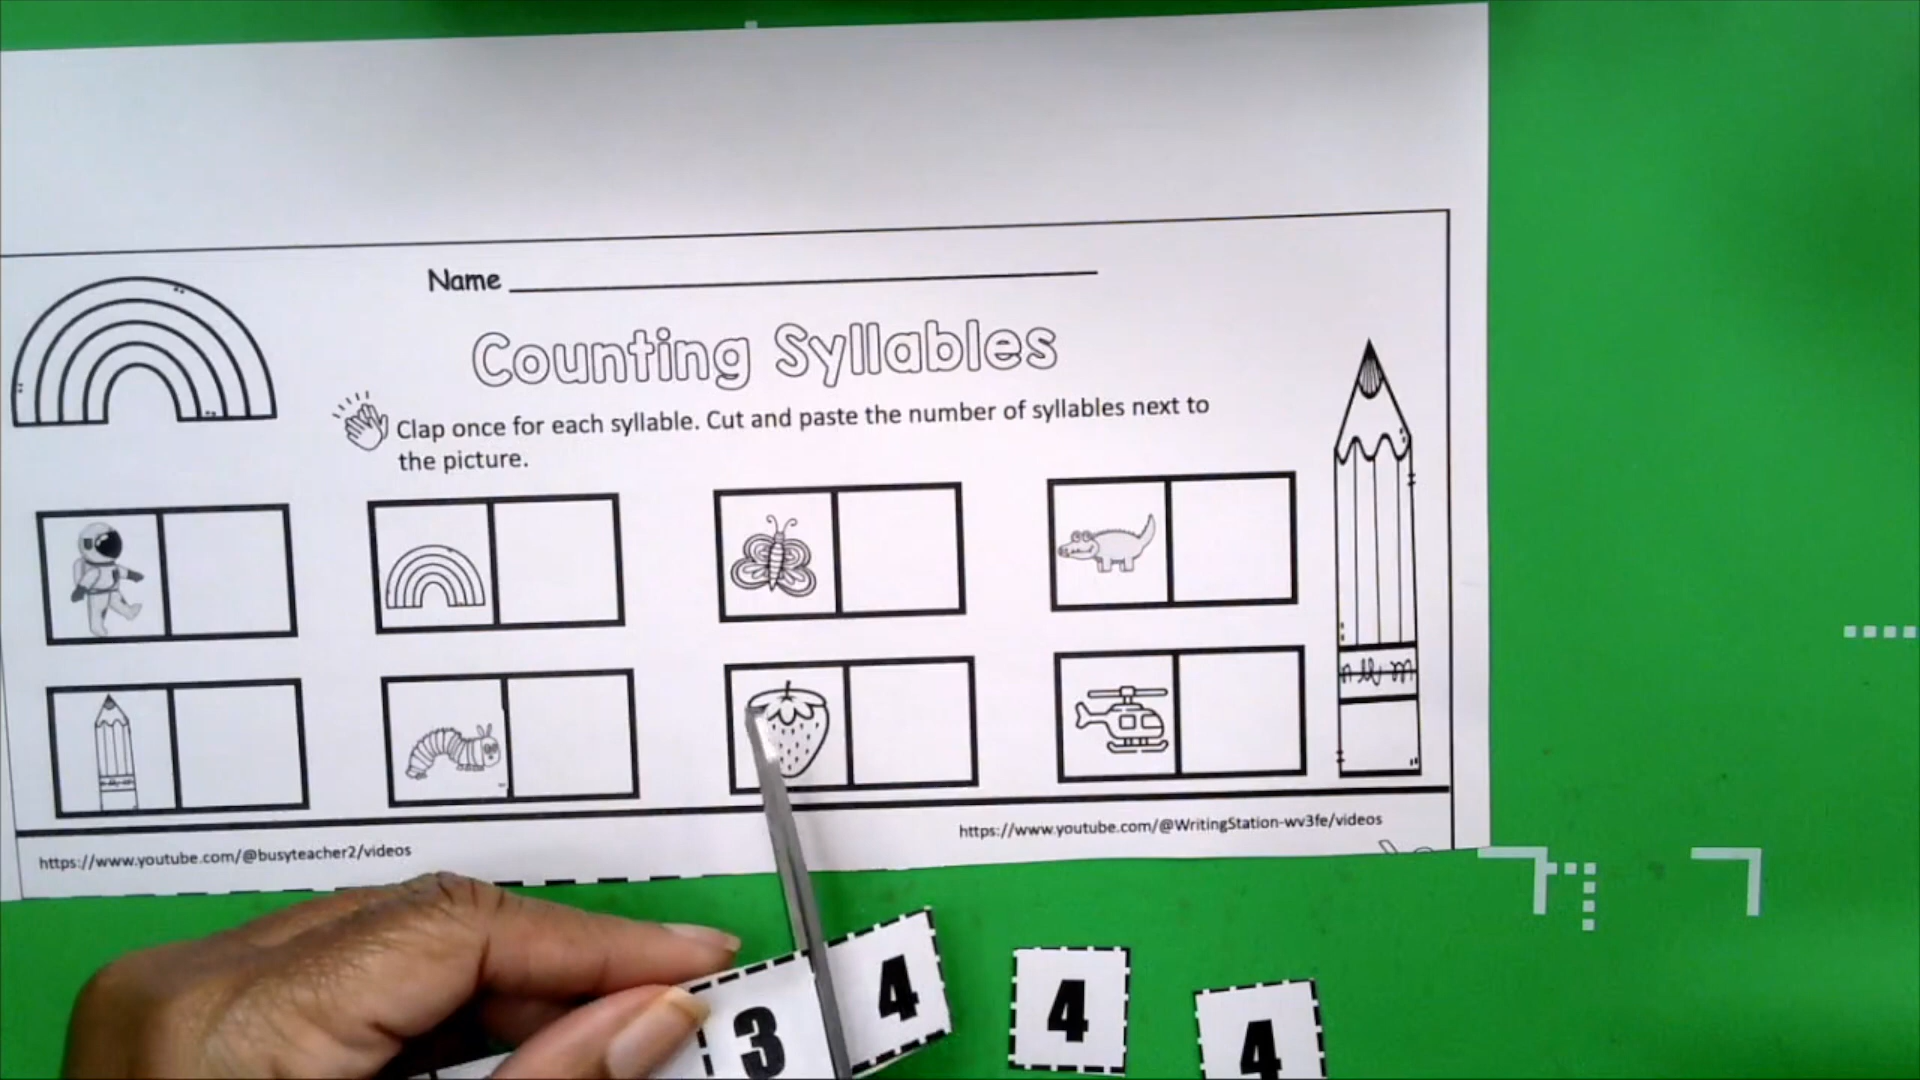 Name
Counting Syllables
Clap once for each syllable. Cut and paste the number of syllables next to
the picture.
https://www.youtube.com/@busyteacher2/videos
https://www.youtube.com/@WritingStation-wv3fe/videos
3
4
4
4